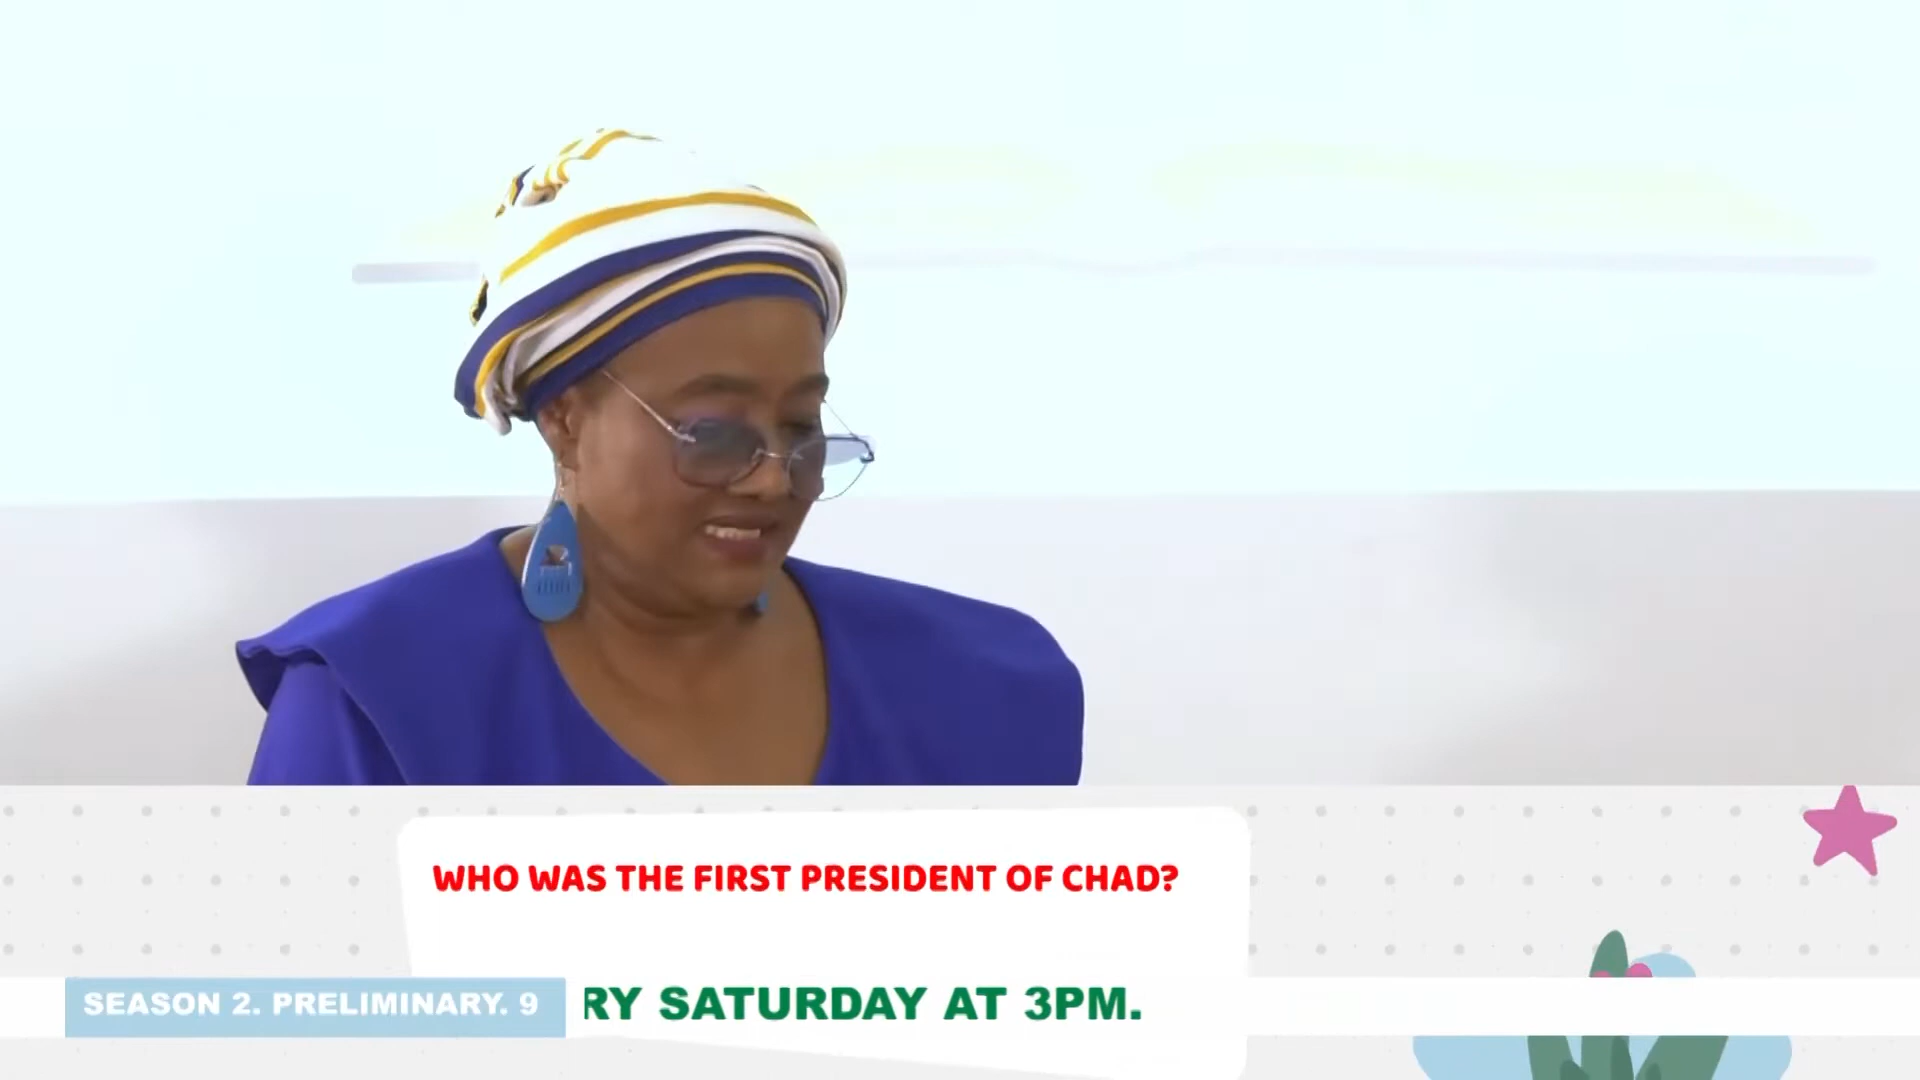 WHO WAS THE FIRST PRESIDENT OF CHAD?
SEASON 2. PRELIMINARY. 9
RY SATURDAY AT 3PM.